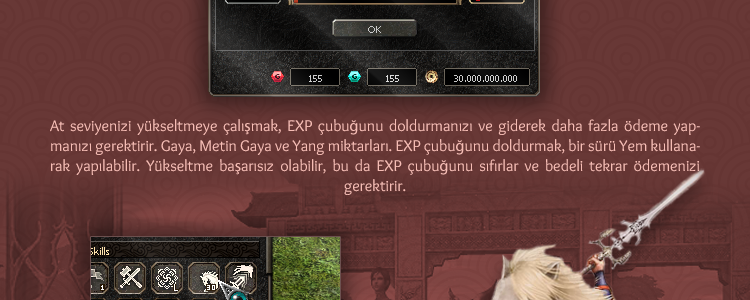 OK
155 155 30.000.000.000
At seviyenizi yükseltmeye çalışmak, EXP çubuğunu doldurmanızı ve giderek daha fazla ödeme yap-
manızı gerektirir. Gaya, Metin Gaya ve Yang miktarları. EXP çubuğunu doldurmak, bir sürü Yem kullana-
rak yapılabilir. Yükseltme başarısız olabilir, bu da EXP çubuğunu sıfırlar ve bedeli tekrar ödemenizi
gerektirir.
Skills
1 30